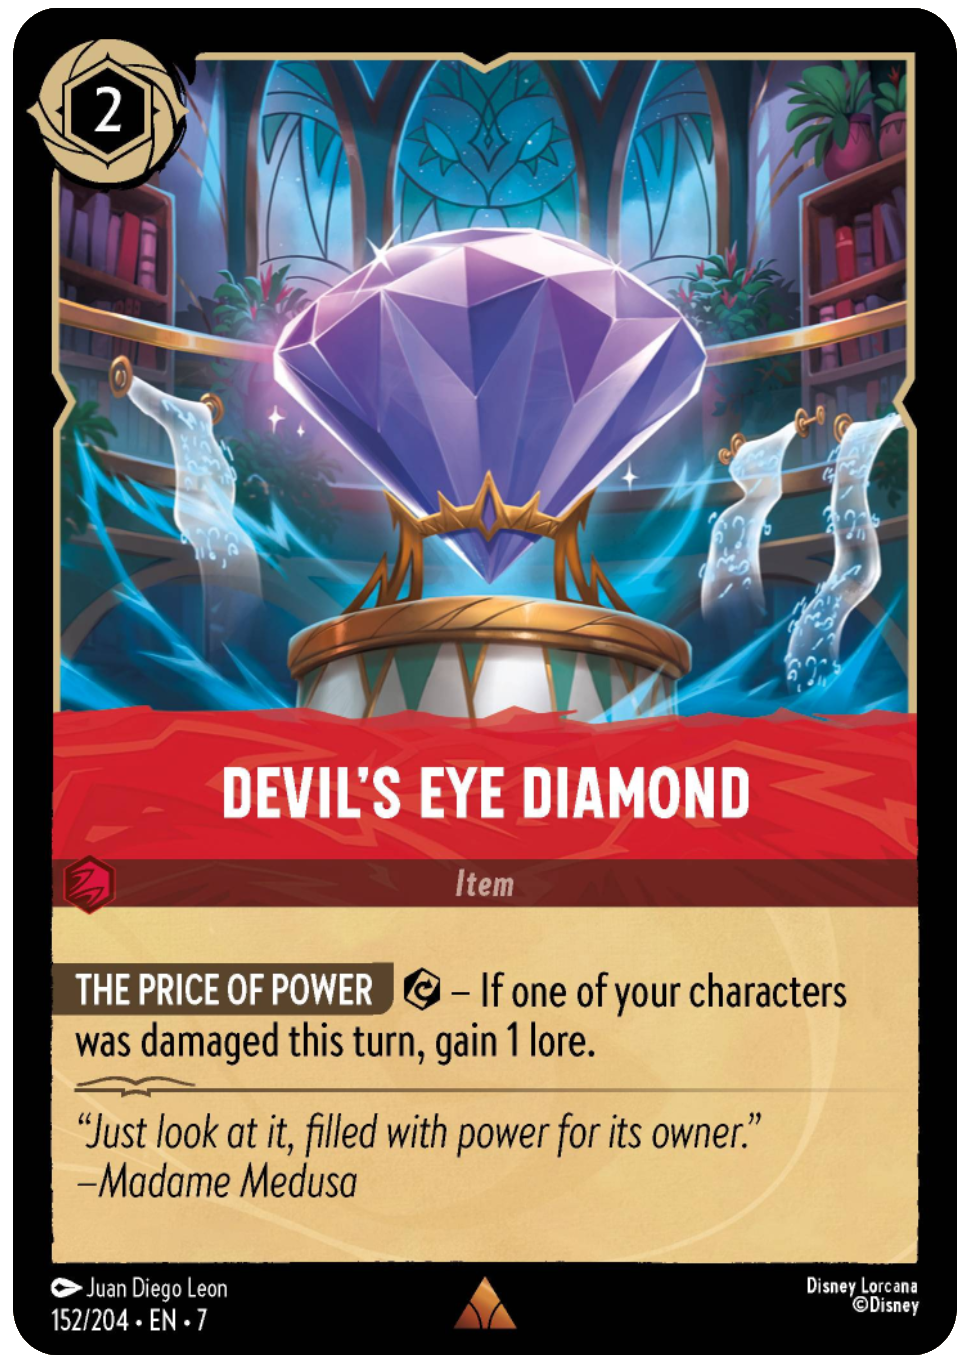 2
DEVIL'S EYE DIAMOND
Item
THE PRICE OF POWER – If one of your characters
was damaged this turn, gain 1 lore.
“Just look at it, filled with power for its owner.”
–Madame Medusa
Juan Diego Leon
152/204 • EN • 7
Disney Lorcana
©Disney